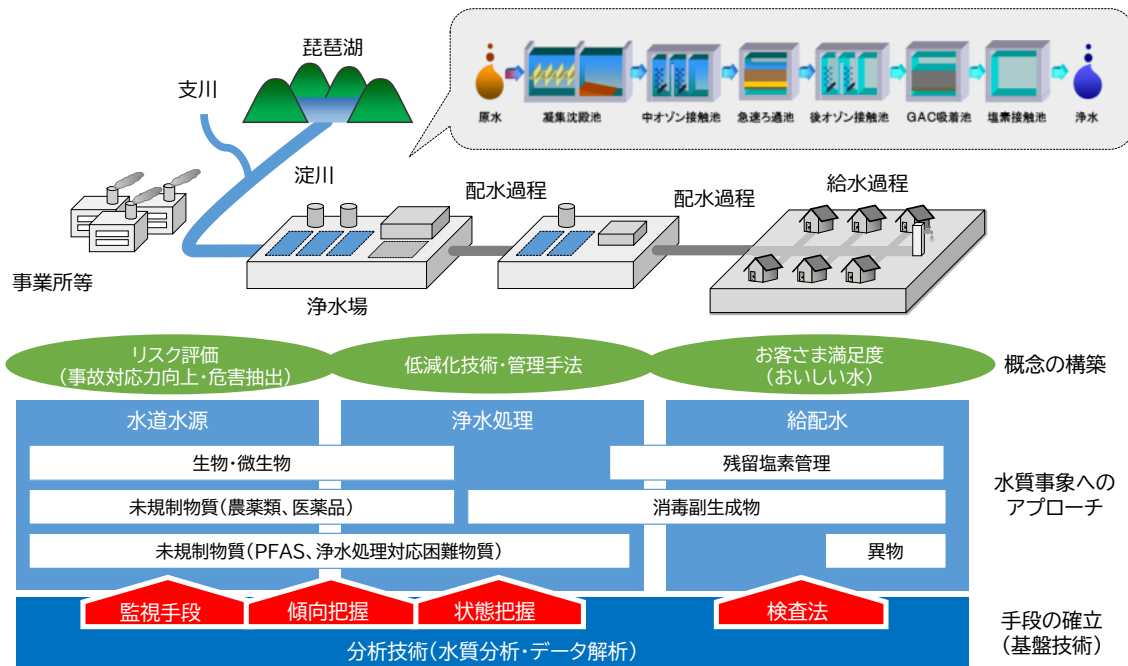 琵琶湖
支川
原水
凝集沈殿池
中オゾン接触池
急速ろ過池
後オゾン接触池
GAC吸着池
塩素接触池
浄水
淀川
配水過程
配水過程
給水過程
事業所等
浄水場
リスク評価
(事故対応力向上・危害抽出)
低減化技術・管理手法
お客さま満足度
(おいしい水)
概念の構築
水道水源
浄水処理
給配水
生物・微生物
残留塩素管理
未規制物質(農薬類、医薬品)
消毒副生成物
未規制物質(PFAS、浄水処理対応困難物質)
異物
水質事象への
アプローチ
監視手段
傾向把握
状態把握
検査法
分析技術(水質分析・データ解析)
手段の確立
(基盤技術)